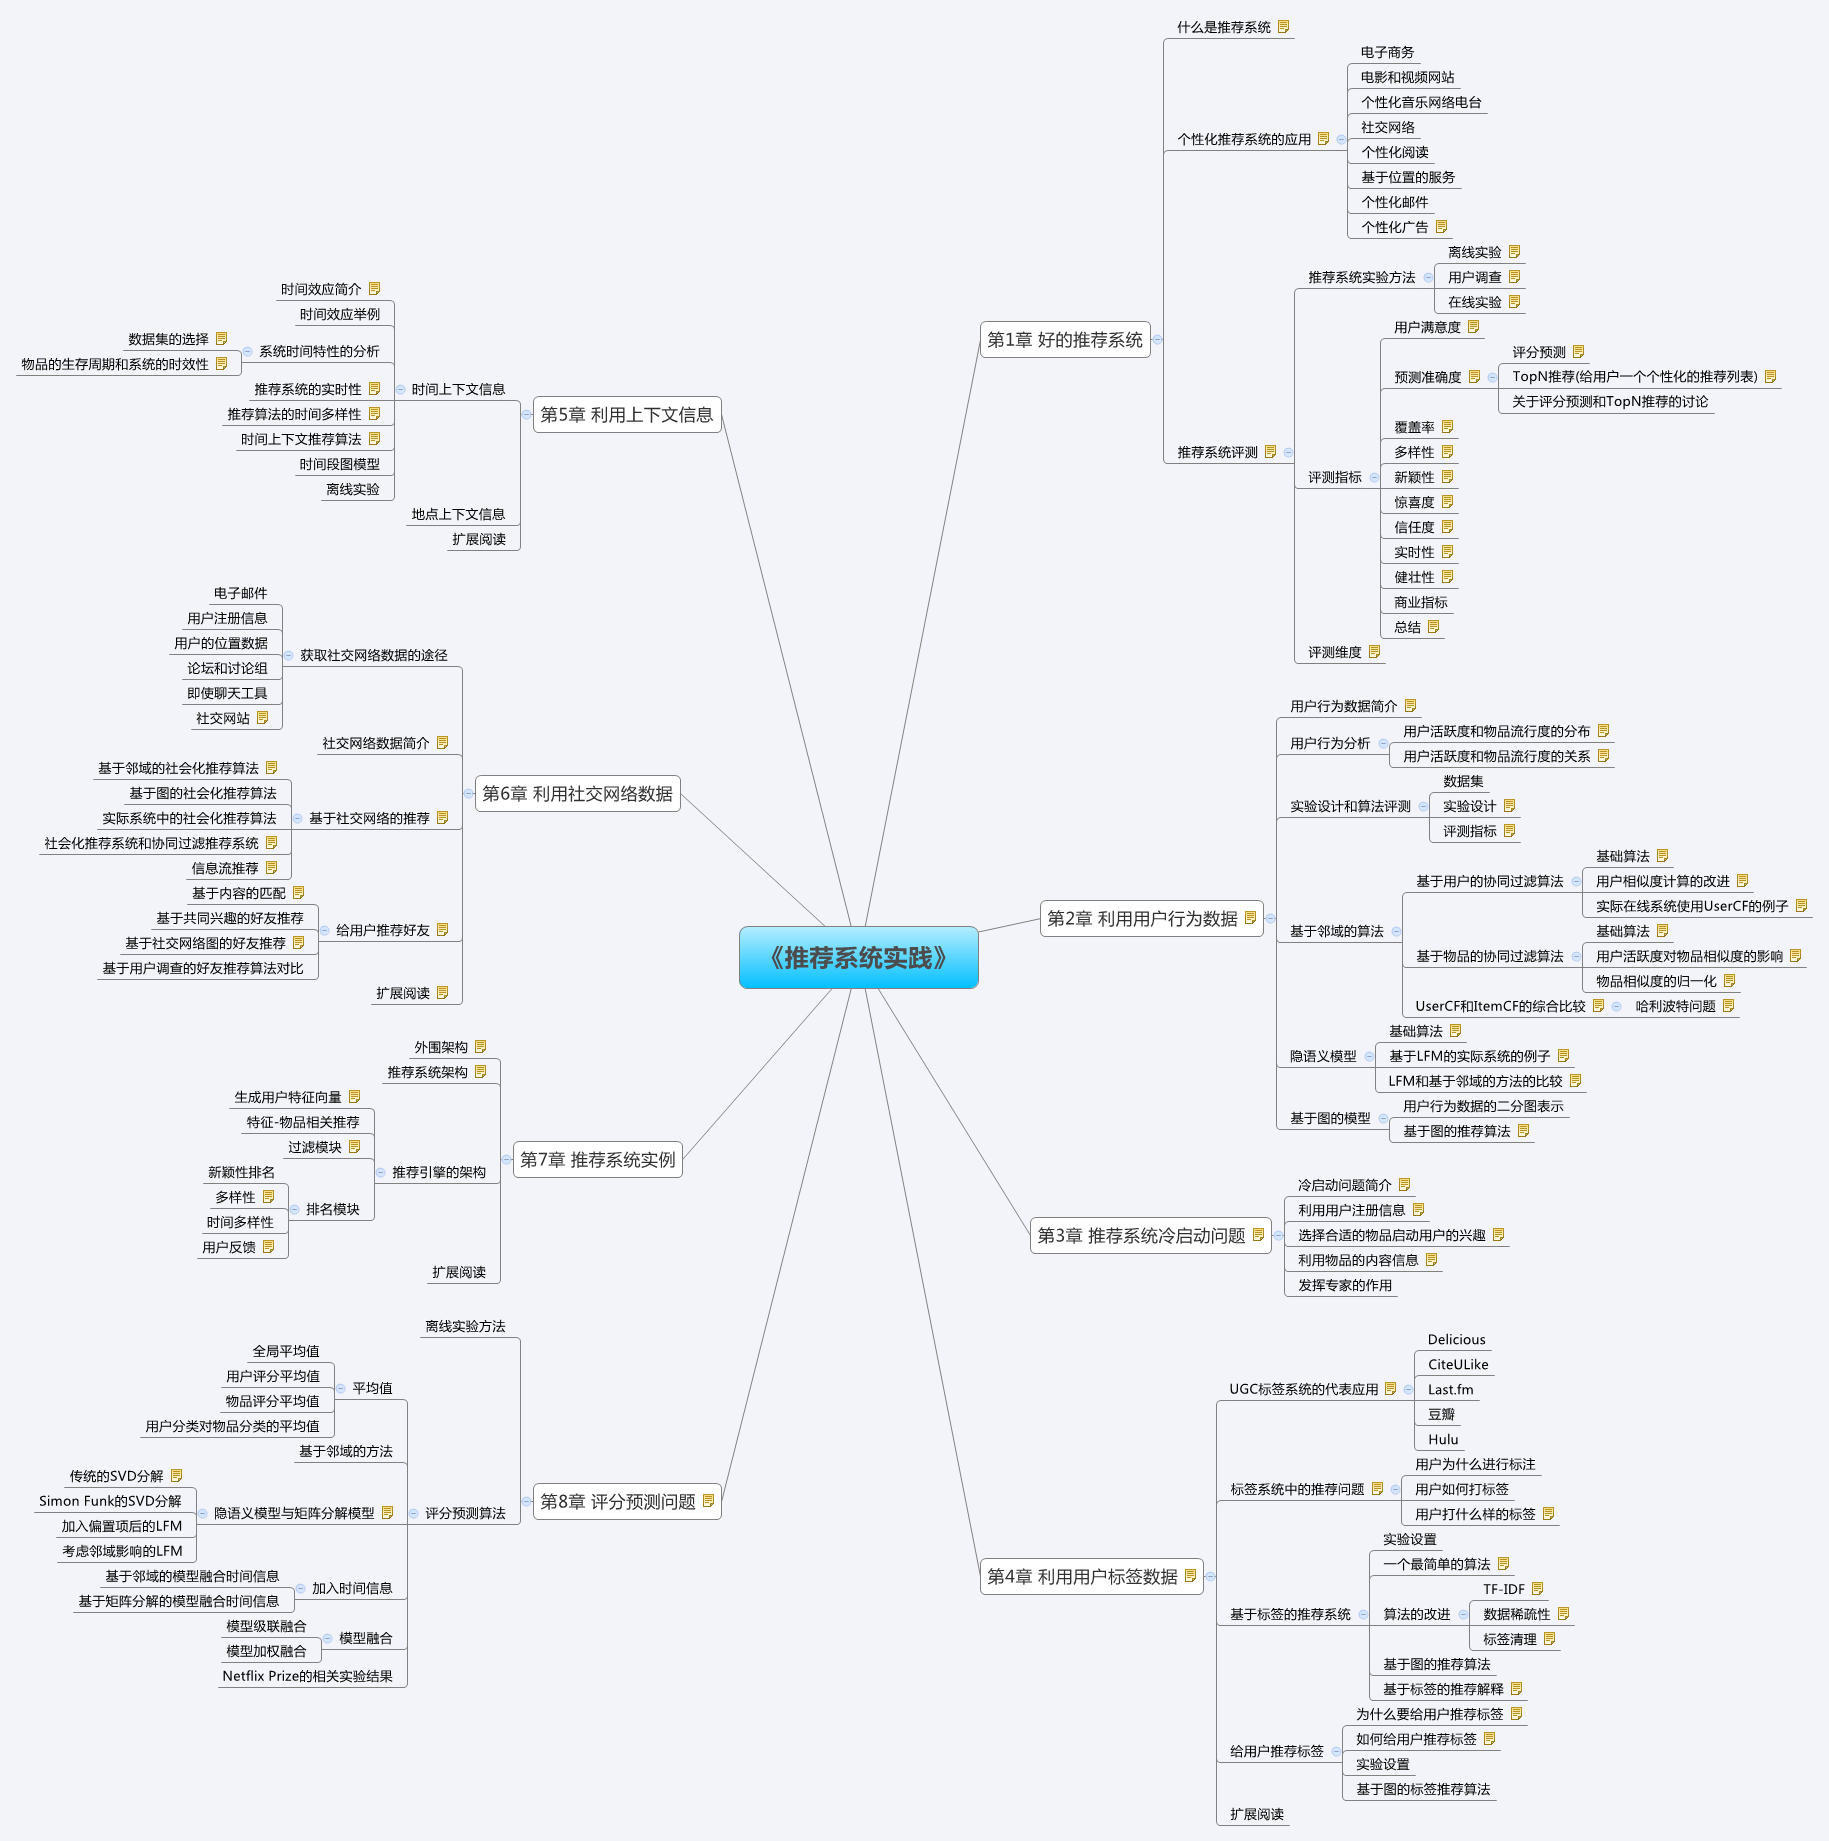 《推荐系统实践》
第1章 好的推荐系统
什么是推荐系统
个性化推荐系统的应用
电子商务
电影和视频网站
个性化音乐网络电台
社交网络
个性化阅读
基于位置的服务
个性化邮件
个性化广告
推荐系统评测
推荐系统实验方法
离线实验
用户调查
在线实验
评测指标
用户满意度
预测准确度
评分预测
TopN推荐(给用户一个个性化的推荐列表)
关于评分预测和TopN推荐的讨论
覆盖率
多样性
新颖性
惊喜度
信任度
实时性
健壮性
商业指标
总结
评测维度
第2章 利用用户行为数据
用户行为数据简介
用户行为分析
用户活跃度和物品流行度的分布
用户活跃度和物品流行度的关系
实验设计和算法评测
数据集
实验设计
评测指标
基于邻域的算法
基于用户的协同过滤算法
基础算法
用户相似度计算的改进
实际在线系统使用UserCF的例子
基于物品的协同过滤算法
基础算法
用户活跃度对物品相似度的影响
物品相似度的归一化
UserCF和ItemCF的综合比较
哈利波特问题
隐语义模型
基础算法
基于LFM的实际系统的例子
LFM和基于邻域的方法的比较
基于图的模型
用户行为数据的二分图表示
基于图的推荐算法
第3章 推荐系统冷启动问题
冷启动问题简介
利用用户注册信息
选择合适的物品启动用户的兴趣
利用物品的内容信息
发挥专家的作用
第4章 利用用户标签数据
UGC标签系统的代表应用
Delicious
CiteULike
Last.fm
豆瓣
Hulu
标签系统中的推荐问题
用户为什么进行标注
用户如何打标签
用户打什么样的标签
基于标签的推荐系统
实验设置
一个最简单的算法
算法的改进
TF-IDF
数据稀疏性
标签清理
基于图的推荐算法
基于标签的推荐解释
给用户推荐标签
为什么要给用户推荐标签
如何给用户推荐标签
实验设置
基于图的标签推荐算法
扩展阅读
第5章 利用上下文信息
时间上下文信息
时间效应简介
时间效应举例
系统时间特性的分析
数据集的选择
物品的生存周期和系统的时效性
推荐系统的实时性
推荐算法的时间多样性
时间上下文推荐算法
时间段图模型
离线实验
地点上下文信息
扩展阅读
第6章 利用社交网络数据
获取社交网络数据的途径
电子邮件
用户注册信息
用户的位置数据
论坛和讨论组
即使聊天工具
社交网站
社交网络数据简介
基于社交网络的推荐
基于邻域的社会化推荐算法
基于图的社会化推荐算法
实际系统中的社会化推荐算法
社会化推荐系统和协同过滤推荐系统
信息流推荐
给用户推荐好友
基于内容的匹配
基于共同兴趣的好友推荐
基于社交网络图的好友推荐
基于用户调查的好友推荐算法对比
扩展阅读
第7章 推荐系统实例
外围架构
推荐系统架构
推荐引擎的架构
生成用户特征向量
特征-物品相关推荐
过滤模块
排名模块
新颖性排名
多样性
时间多样性
用户反馈
扩展阅读
第8章 评分预测问题
离线实验方法
评分预测算法
平均值
全局平均值
用户评分平均值
物品评分平均值
用户分类对物品分类的平均值
基于邻域的方法
隐语义模型与矩阵分解模型
传统的SVD分解
Simon Funk的SVD分解
加入偏置项后的LFM
考虑邻域影响的LFM
加入时间信息
基于邻域的模型融合时间信息
基于矩阵分解的模型融合时间信息
模型融合
模型级联融合
模型加权融合
Netflix Prize的相关实验结果